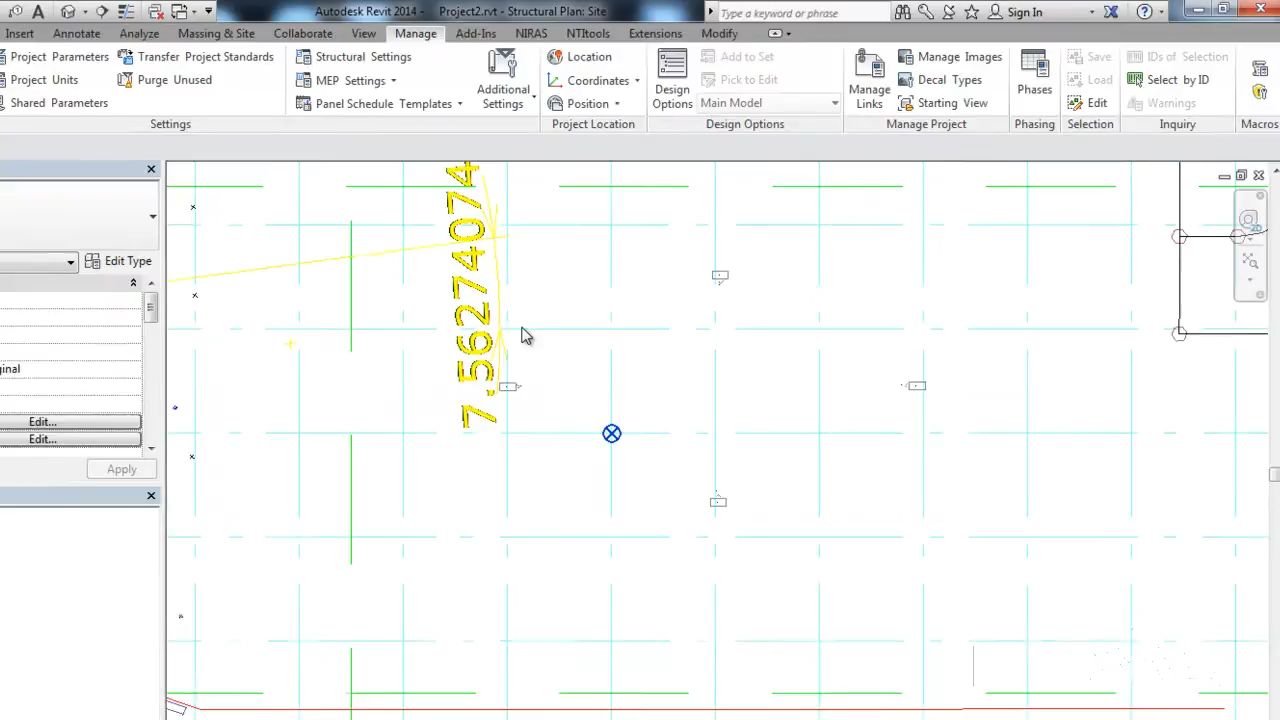 Autodesk Revit 2014 - Project2.rvt - Structural Plan: Site
Type a keyword or phrase
Sign In
Insert Annotate Analyze Massing & Site Collaborate View Manage Add-Ins NIRAS NTItools Extensions Modify
Project Parameters Transfer Project Standards Structural Settings Location Add to Set Manage Images Save IDs of Selection
Project Units Purge Unused MEP Settings Coordinates Pick to Edit Decal Types Load Select by ID
Shared Parameters Panel Schedule Templates Additional Settings Position Design Options Main Model Manage Links Starting View Phases Edit Warnings
Settings Project Location Design Options Manage Project Phasing Selection Inquiry Macros
2D
Edit Type
7.56274074
Edit...
Edit...
Apply